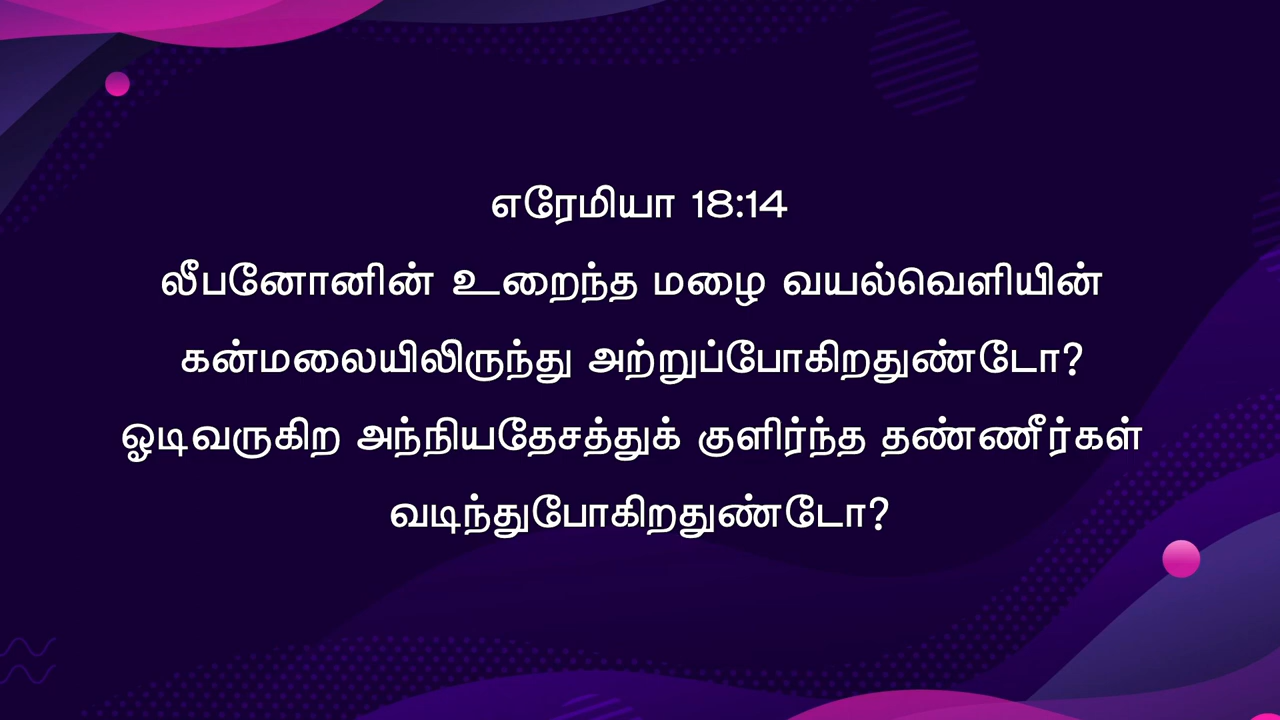 எரேமியா 18:14
லீபனோனின் உறைந்த மழை வயல்வெளியின்
கன்மலையிலிருந்து அற்றுப்போகிறதுண்டோ?
ஓடிவருகிற அந்நியதேசத்துக் குளிர்ந்த தண்ணீர்கள்
வடிந்துபோகிறதுண்டோ?